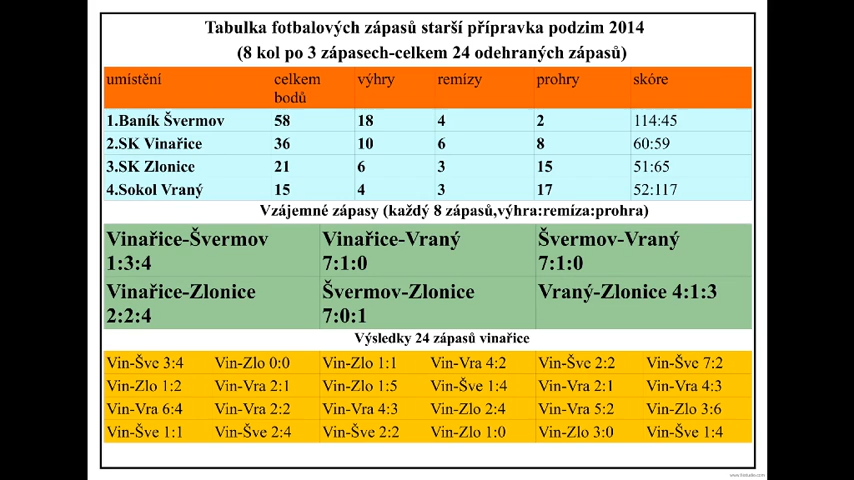 Tabulka fotbalových zápasů starší přípravka podzim 2014
(8 kol po 3 zápasech-celkem 24 odehraných zápasů)
umístění celkem bodů výhry remízy prohry skóre
1.Baník Švermov 58 18 4 2 114:45
2.SK Vinařice 36 10 6 8 60:59
3.SK Zlonice 21 6 3 15 51:65
4.Sokol Vraný 15 4 3 17 52:117
Vzájemné zápasy (každý 8 zápasů,výhra:remíza:prohra)
Vinařice-Švermov 1:3:4 Vinařice-Vraný 7:1:0 Švermov-Vraný 7:1:0
Vinařice-Zlonice 2:2:4 Švermov-Zlonice 7:0:1 Vraný-Zlonice 4:1:3
Výsledky 24 zápasů vinařice
Vin-Šve 3:4 Vin-Zlo 0:0 Vin-Zlo 1:1 Vin-Vra 4:2 Vin-Šve 2:2 Vin-Šve 7:2
Vin-Zlo 1:2 Vin-Vra 2:1 Vin-Zlo 1:5 Vin-Šve 1:4 Vin-Vra 2:1 Vin-Vra 4:3
Vin-Vra 6:4 Vin-Vra 2:2 Vin-Vra 4:3 Vin-Zlo 2:4 Vin-Vra 5:2 Vin-Zlo 3:6
Vin-Šve 1:1 Vin-Šve 2:4 Vin-Šve 2:2 Vin-Zlo 1:0 Vin-Zlo 3:0 Vin-Šve 1:4